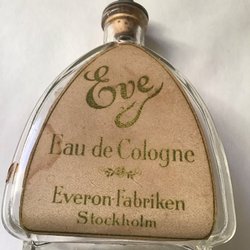 Eve
Eau de Cologne
Everon-Fabriken
Stockholm